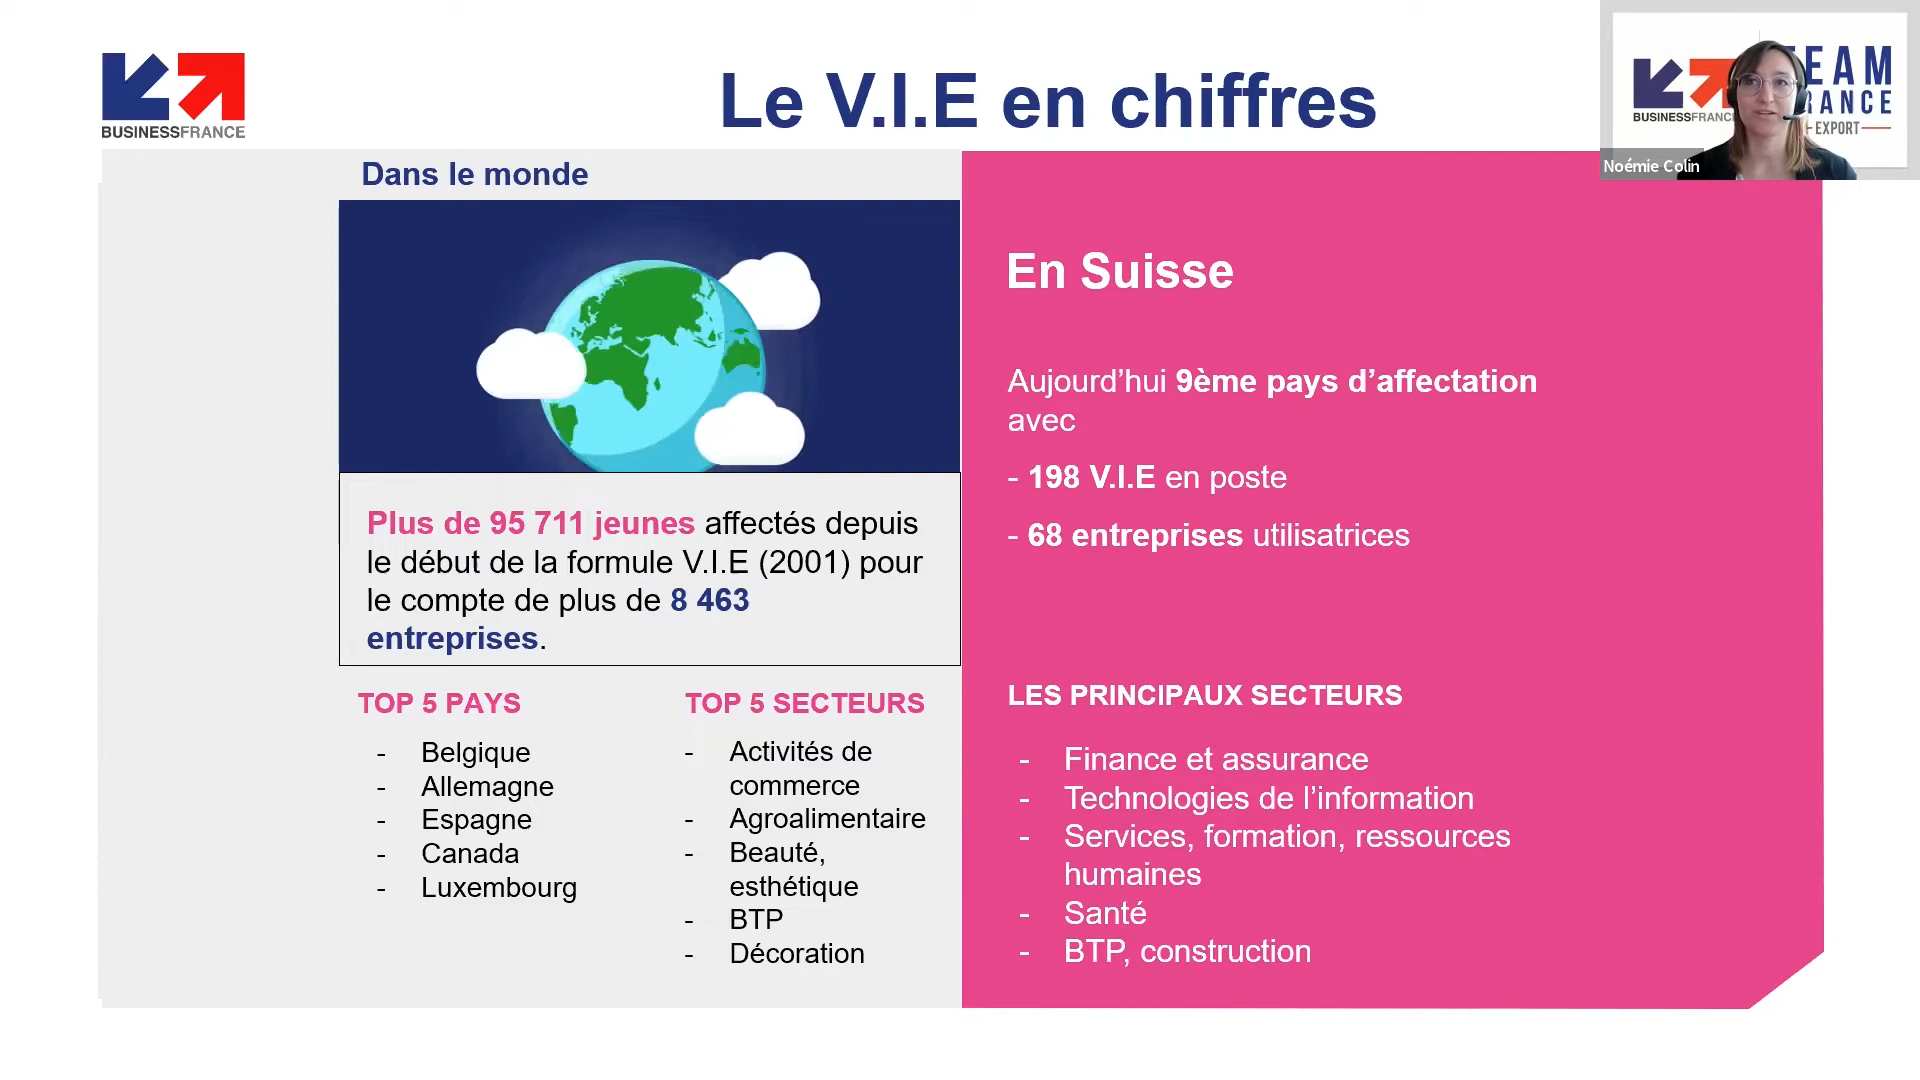 BUSINESSFRANCE
Le V.I.E en chiffres
BUSINESSFRANCE
EXPORT
Noémie Colin
Dans le monde
Plus de 95 711 jeunes affectés depuis
le début de la formule V.I.E (2001) pour
le compte de plus de 8 463
entreprises.
TOP 5 PAYS
- Belgique
- Allemagne
- Espagne
- Canada
- Luxembourg
TOP 5 SECTEURS
- Activités de
commerce
- Agroalimentaire
- Beauté,
esthétique
- BTP
- Décoration
En Suisse
Aujourd’hui 9ème pays d’affectation
avec
- 198 V.I.E en poste
- 68 entreprises utilisatrices
LES PRINCIPAUX SECTEURS
- Finance et assurance
- Technologies de l’information
- Services, formation, ressources
humaines
- Santé
- BTP, construction